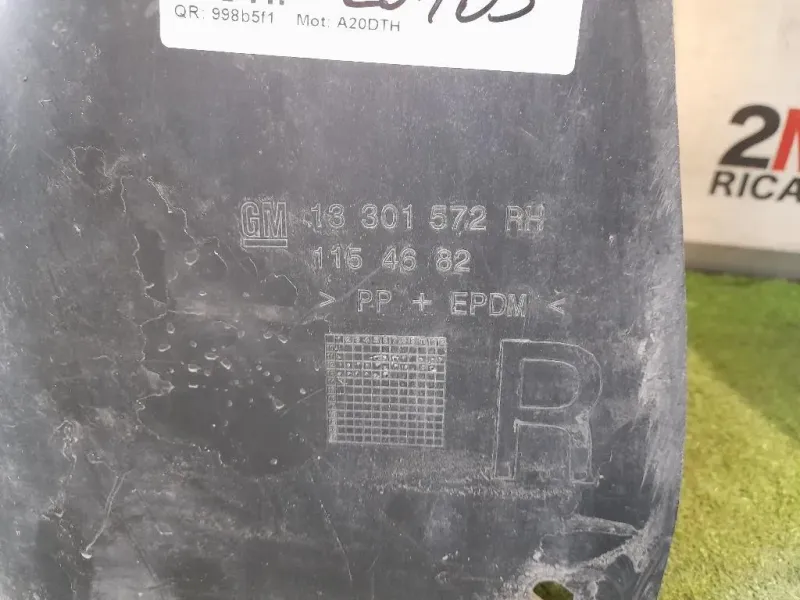 QR: 998b5f1 Mot: A20DTH
2M
RICA
GM 13 301 572 RH
115 46 82
> PP + EPDM <
R